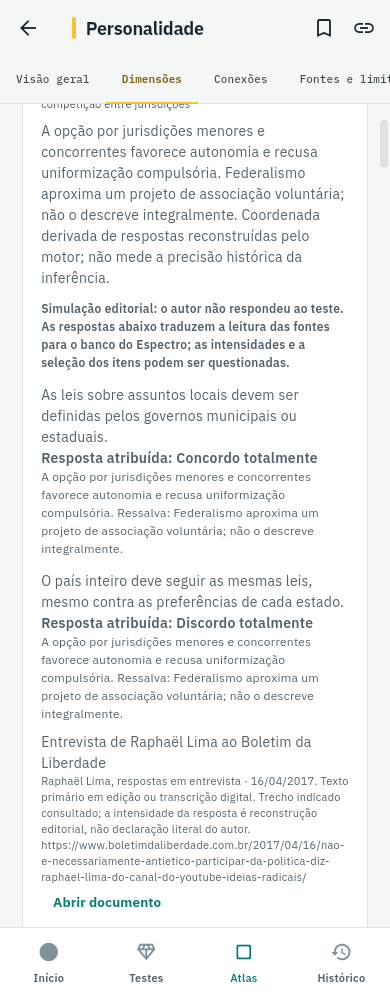 Personalidade
Visão geral
Dimensões
Conexões
Fontes e limit
competição entre jurisdições
A opção por jurisdições menores e
concorrentes favorece autonomia e recusa
uniformização compulsória. Federalismo
aproxima um projeto de associação voluntária;
não o descreve integralmente. Coordenada
derivada de respostas reconstruídas pelo
motor; não mede a precisão histórica da
inferência.
Simulação editorial: o autor não respondeu ao teste.
As respostas abaixo traduzem a leitura das fontes
para o banco do Espectro; as intensidades e a
seleção dos itens podem ser questionadas.
As leis sobre assuntos locais devem ser
definidas pelos governos municipais ou
estaduais.
Resposta atribuída: Concordo totalmente
A opção por jurisdições menores e concorrentes
favorece autonomia e recusa uniformização
compulsória. Ressalva: Federalismo aproxima um
projeto de associação voluntária; não o descreve
integralmente.
O país inteiro deve seguir as mesmas leis,
mesmo contra as preferências de cada estado.
Resposta atribuída: Discordo totalmente
A opção por jurisdições menores e concorrentes
favorece autonomia e recusa uniformização
compulsória. Ressalva: Federalismo aproxima um
projeto de associação voluntária; não o descreve
integralmente.
Entrevista de Raphaël Lima ao Boletim da
Liberdade
Raphaël Lima, respostas em entrevista · 16/04/2017. Texto
primário em edição ou transcrição digital. Trecho indicado
consultado; a intensidade da resposta é reconstrução
editorial, não declaração literal do autor.
https://www.boletimdaliberdade.com.br/2017/04/16/nao-
e-necessariamente-antietico-participar-da-politica-diz-
raphael-lima-do-canal-do-youtube-ideias-radicais/
Abrir documento
Início
Testes
Atlas
Histórico